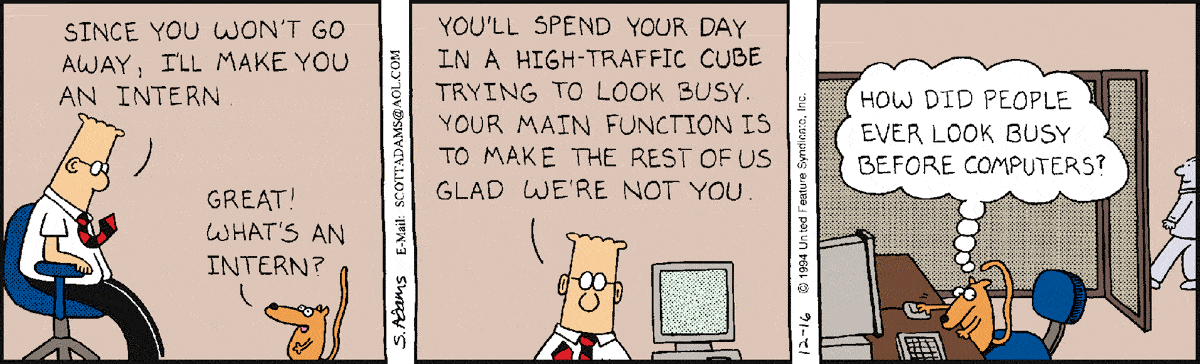 SINCE YOU WON'T GO
AWAY, I'LL MAKE YOU
AN INTERN.
GREAT!
WHAT'S AN
INTERN?
S. Adams E-Mail: SCOTTADAMS@AOL.COM
YOU'LL SPEND YOUR DAY
IN A HIGH-TRAFFIC CUBE
TRYING TO LOOK BUSY.
YOUR MAIN FUNCTION IS
TO MAKE THE REST OF US
GLAD WE'RE NOT YOU.
12-16 © 1994 United Feature Syndicate, Inc.
HOW DID PEOPLE
EVER LOOK BUSY
BEFORE COMPUTERS?